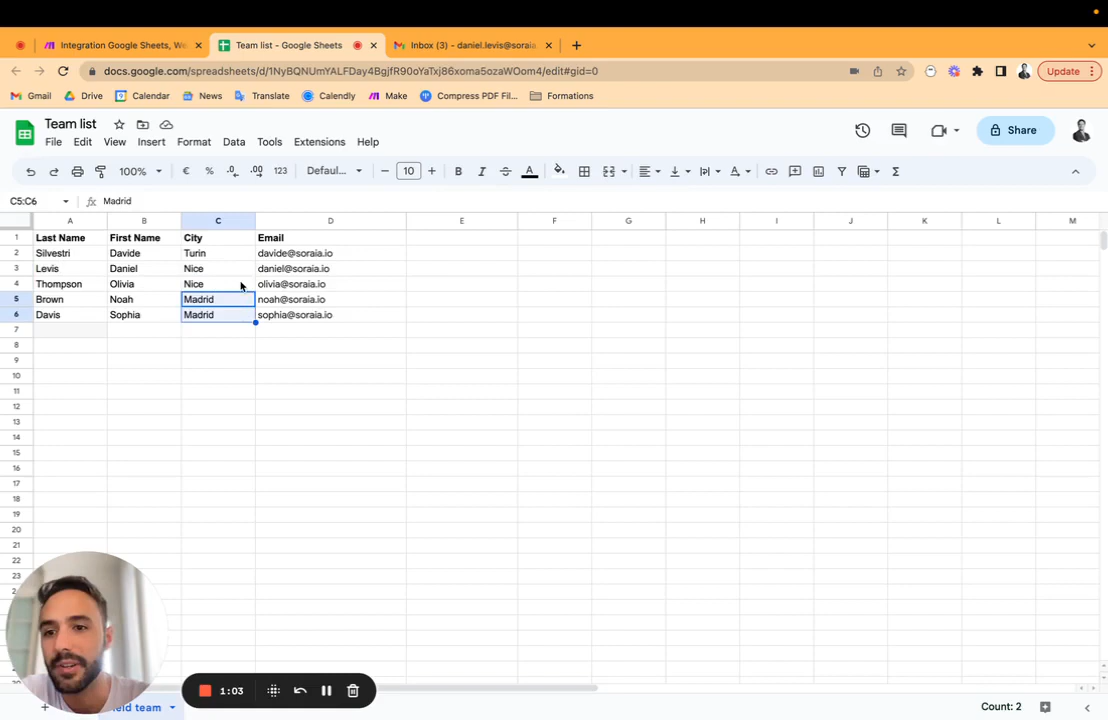 Integration Google Sheets, We
Team list - Google Sheets
Inbox (3) - daniel.levis@soraia
docs.google.com/spreadsheets/d/1NyBQNUmYALFDay4BgjfR90oYaTxj86xoma5ozaWOom4/edit#gid=0
Update
Gmail Drive Calendar News Translate Calendly Make Compress PDF Fil... Formations
Team list
File Edit View Insert Format Data Tools Extensions Help
Share
100% € % .0 .00 123 Defaul... 10 B I S A
C5:C6 fx Madrid
A B C D E F G H I J K L M
1 Last Name First Name City Email
2 Silvestri Davide Turin davide@soraia.io
3 Levis Daniel Nice daniel@soraia.io
4 Thompson Olivia Nice olivia@soraia.io
5 Brown Noah Madrid noah@soraia.io
6 Davis Sophia Madrid sophia@soraia.io
7
8
9
10
11
12
13
14
15
16
17
18
19
20
21
22
23
1:03
ield team
Count: 2